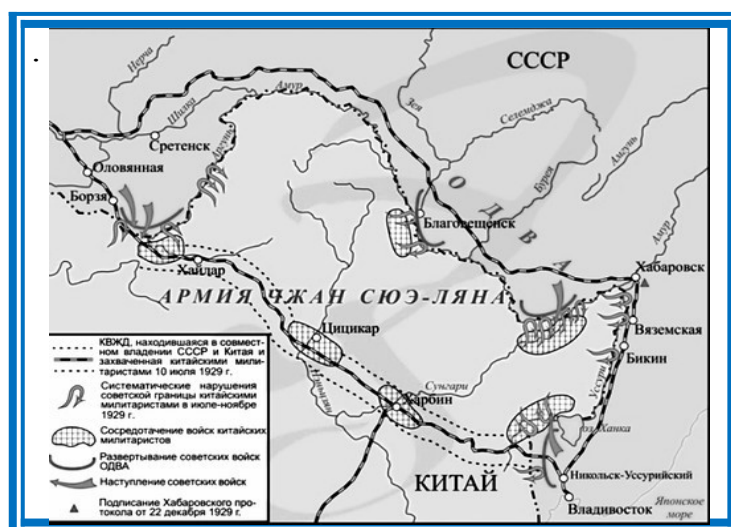 СССР
Нерча
Шилка
Амур
Зея
Селемджа
Сретенск
Аргунь
Амгунь
Оловянная
Бурея
Борзя
Благовещенск
О Д В А
Амур
Хайлар
Хабаровск
АРМИЯ ЧЖАН СЮЭ-ЛЯНА
Вяземская
Цицикар
Бикин
Уссури
Сунгари
Харбин
оз. Ханка
КИТАЙ
Никольск-Уссурийский
Владивосток
Японское
море
КВЖД, находившаяся в совмест-
ном владении СССР и Китая и
захваченная китайскими мили-
таристами 10 июля 1929 г.
Систематические нарушения
советской границы китайскими
милитаристами в июле-ноябре
1929 г.
Сосредоточение войск китайских
милитаристов
Развертывание советских войск
ОДВА
Наступление советских войск
Подписание Хабаровского про-
токола от 22 декабря 1929 г.